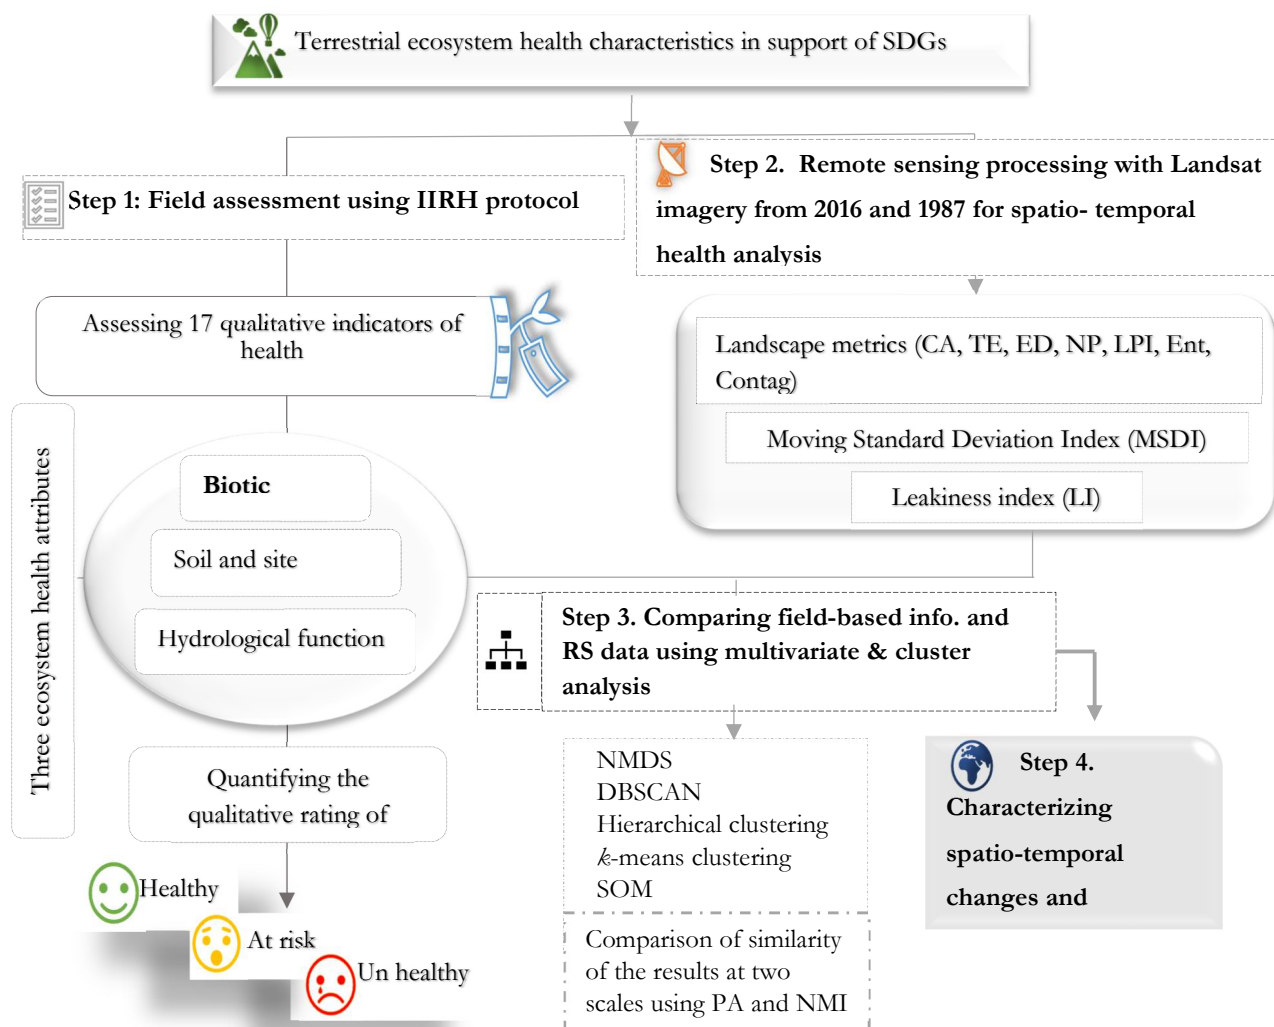 Terrestrial ecosystem health characteristics in support of SDGs
Step 1: Field assessment using IIRH protocol
Step 2. Remote sensing processing with Landsat
imagery from 2016 and 1987 for spatio- temporal
health analysis
Assessing 17 qualitative indicators of
health
Landscape metrics (CA, TE, ED, NP, LPI, Ent,
Contag)
Moving Standard Deviation Index (MSDI)
Leakiness index (LI)
Three ecosystem health attributes
Biotic
Soil and site
Hydrological function
Quantifying the
qualitative rating of
Healthy
At risk
Un healthy
Step 3. Comparing field-based info. and
RS data using multivariate & cluster
analysis
NMDS
DBSCAN
Hierarchical clustering
k-means clustering
SOM
Comparison of similarity
of the results at two
scales using PA and NMI
Step 4.
Characterizing
spatio-temporal
changes and